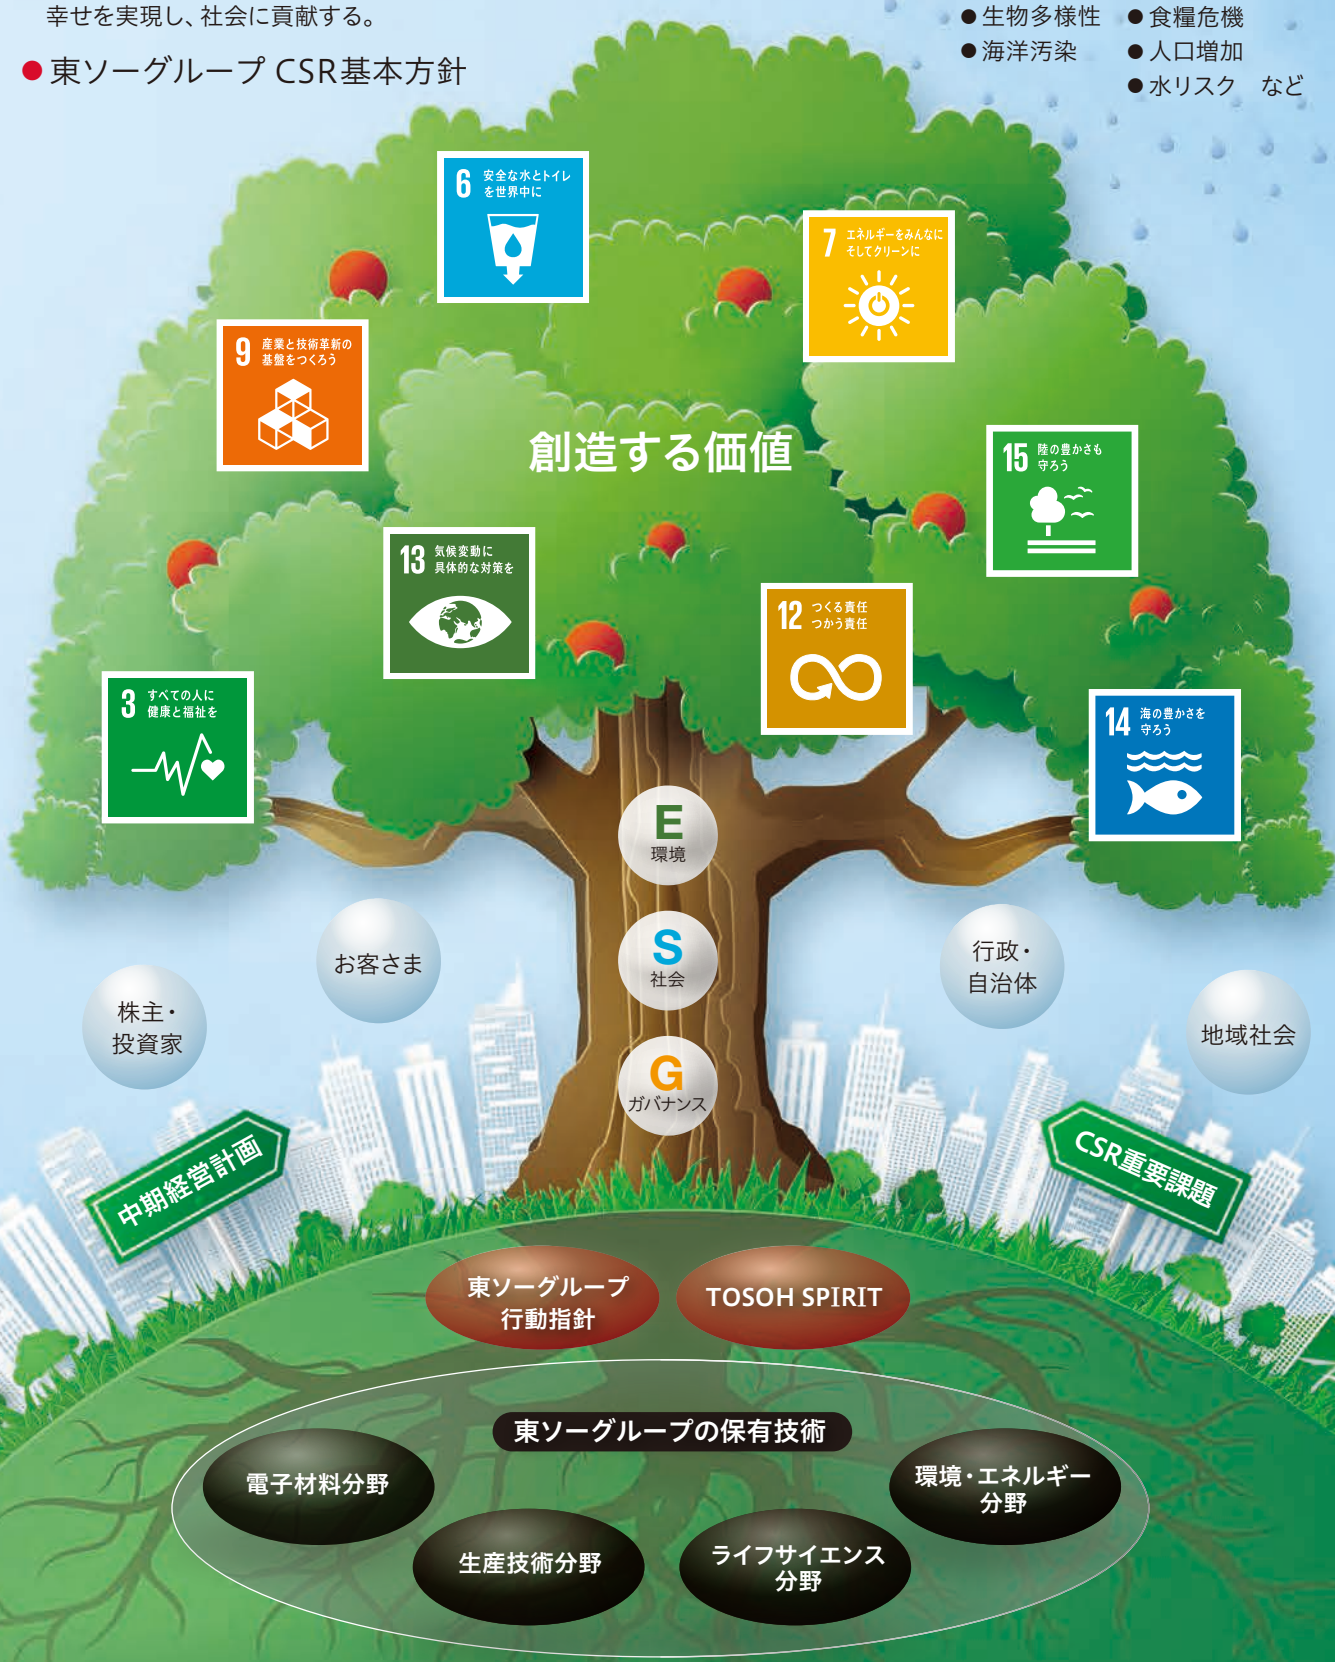 幸せを実現し、社会に貢献する。
● 東ソーグループ CSR基本方針
● 生物多様性
● 海洋汚染
● 食糧危機
● 人口増加
● 水リスク　など
6 安全な水とトイレ
を世界中に
7 エネルギーをみんなに
そしてクリーンに
9 産業と技術革新の
基盤をつくろう
創造する価値
15 陸の豊かさも
守ろう
13 気候変動に
具体的な対策を
12 つくる責任
つかう責任
3 すべての人に
健康と福祉を
14 海の豊かさを
守ろう
E
環境
S
社会
G
ガバナンス
お客さま
株主・
投資家
行政・
自治体
地域社会
中期経営計画
CSR重要課題
東ソーグループ
行動指針
TOSOH SPIRIT
東ソーグループの保有技術
電子材料分野
生産技術分野
ライフサイエンス
分野
環境・エネルギー
分野